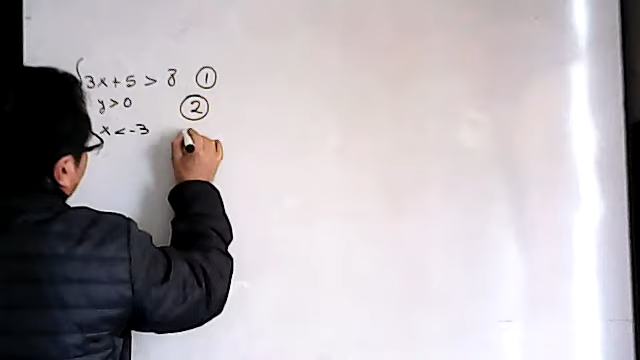 3x + 5 > 8 ①
y > 0 ②
x < -3